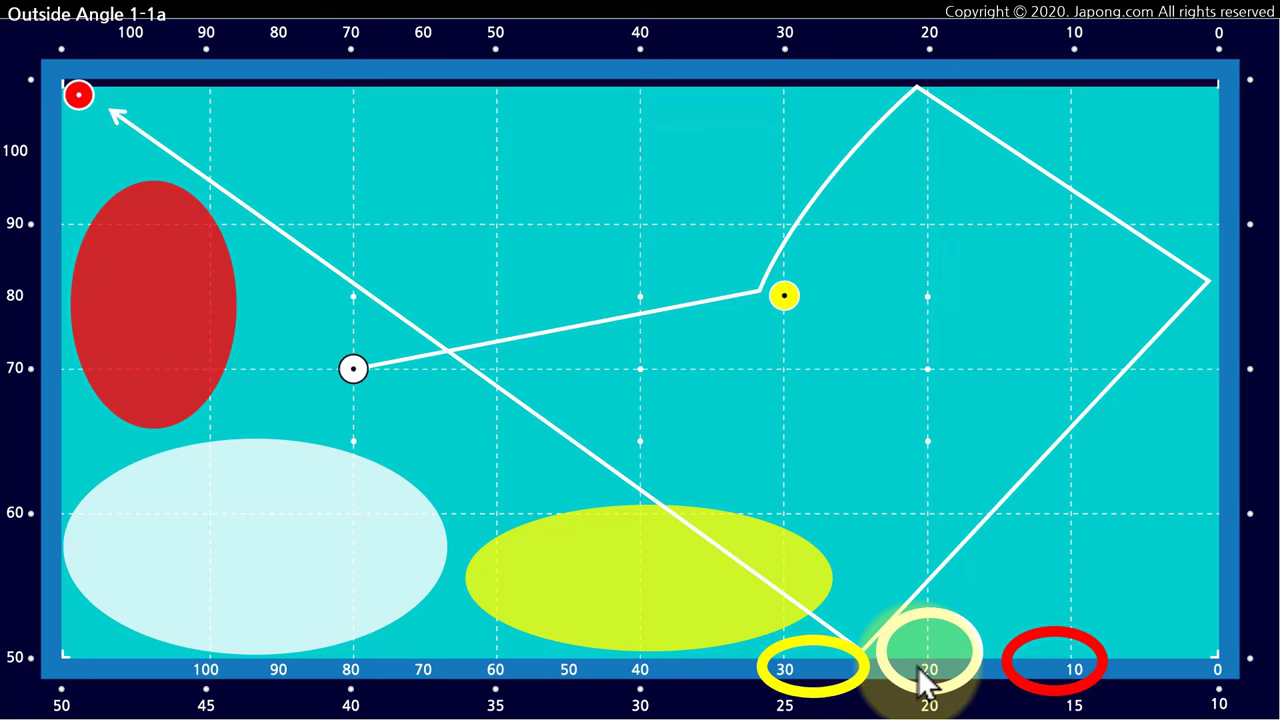 Outside Angle 1-1a
Copyright © 2020. Japong.com All rights reserved
100 90 80 70 60 50 40 30 20 10 0
100
90
80
70
60
50
100 90 80 70 60 50 40 30 20 10 0
50 45 40 35 30 25 20 15 10